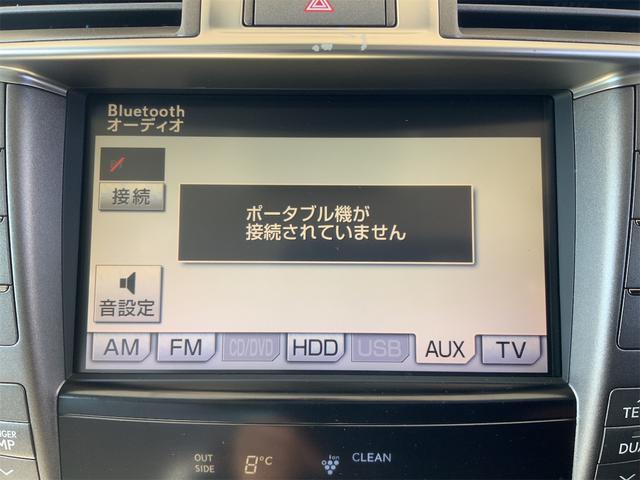 Bluetooth
オーディオ
接続
ポータブル機が
接続されていません
音設定
AM FM CD/DVD HDD USB AUX TV
OUT
SIDE
8°C
Ion
CLEAN